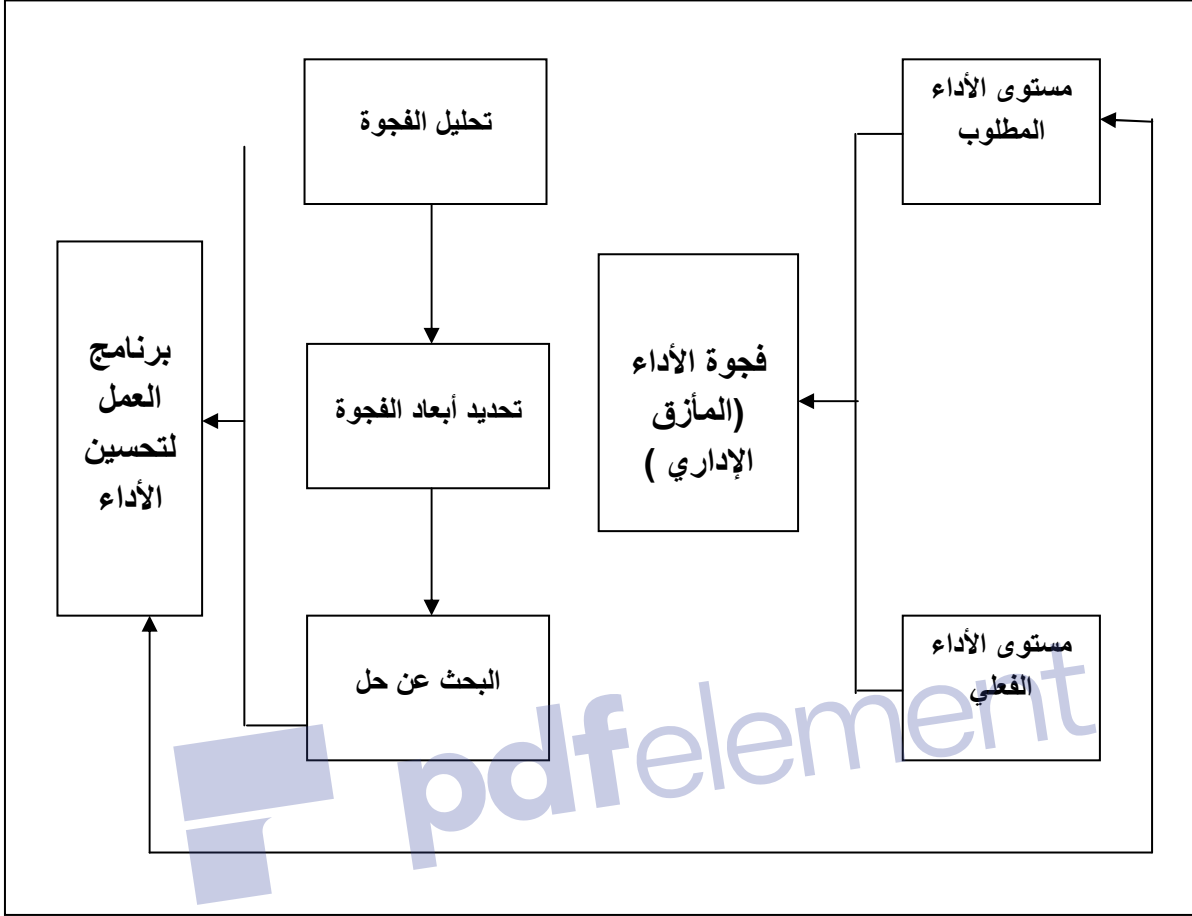 مستوى الأداء
المطلوب
تحليل الفجوة
فجوة الأداء
(المأزق
الإداري )
تحديد أبعاد الفجوة
برنامج
العمل
لتحسين
الأداء
مستوى الأداء
الفعلي
البحث عن حل
pdfelement